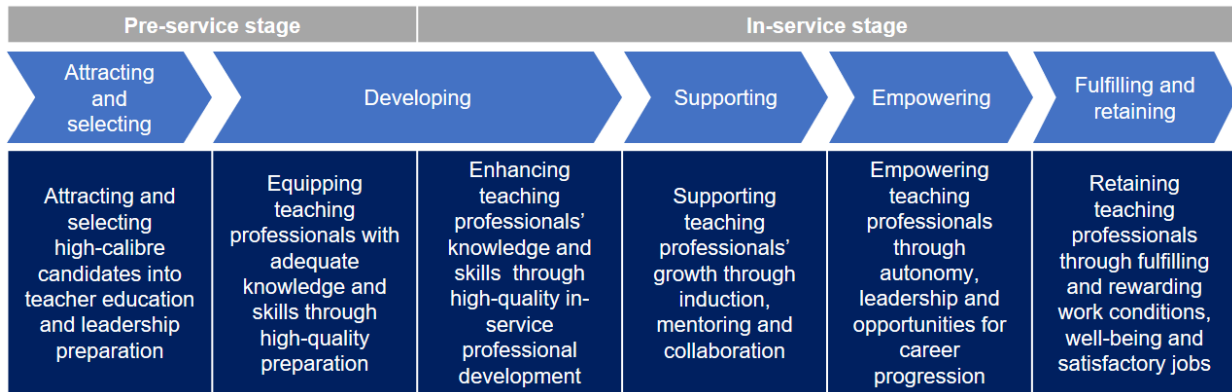 Pre-service stage
In-service stage
Attracting
and
selecting
Developing
Supporting
Empowering
Fulfilling and
retaining
Attracting and
selecting
high-calibre
candidates into
teacher education
and leadership
preparation
Equipping
teaching
professionals with
adequate
knowledge and
skills through
high-quality
preparation
Enhancing
teaching
professionals’
knowledge and
skills through
high-quality in-
service
professional
development
Supporting
teaching
professionals’
growth through
induction,
mentoring and
collaboration
Empowering
teaching
professionals
through
autonomy,
leadership and
opportunities for
career
progression
Retaining
teaching
professionals
through fulfilling
and rewarding
work conditions,
well-being and
satisfactory jobs